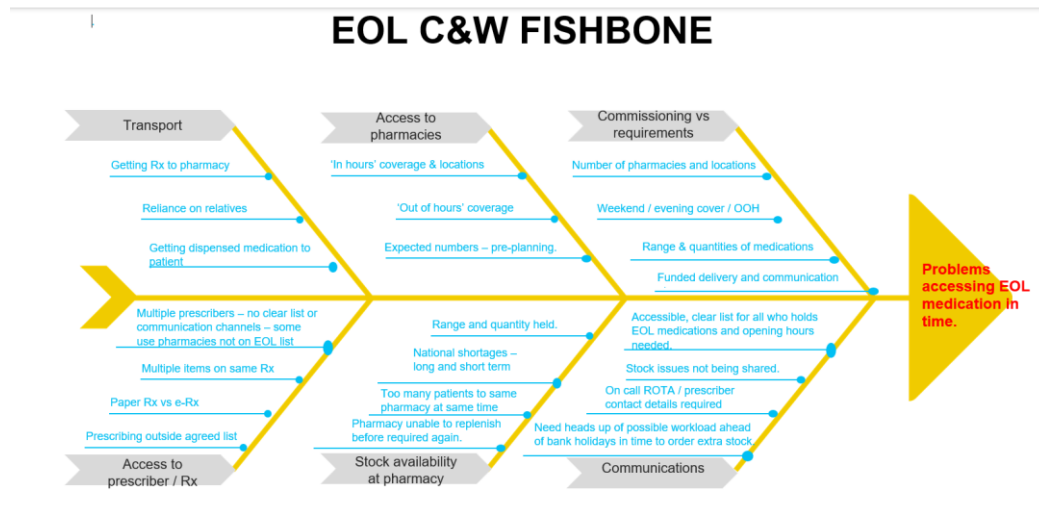 EOL C&W FISHBONE
Transport
Access to
pharmacies
Commissioning vs
requirements
Getting Rx to pharmacy
Reliance on relatives
Getting dispensed medication to
patient
‘In hours’ coverage & locations
‘Out of hours’ coverage
Expected numbers – pre-planning.
Number of pharmacies and locations
Weekend / evening cover / OOH
Range & quantities of medications
Funded delivery and communication
Problems
accessing EOL
medication in
time.
Multiple prescribers – no clear list or
communication channels – some
use pharmacies not on EOL list
Multiple items on same Rx
Paper Rx vs e-Rx
Prescribing outside agreed list
Access to
prescriber / Rx
Range and quantity held.
National shortages –
long and short term
Too many patients to same
pharmacy at same time
Pharmacy unable to replenish
before required again.
Stock availability
at pharmacy
Accessible, clear list for all who holds
EOL medications and opening hours
needed.
Stock issues not being shared.
On call ROTA / prescriber
contact details required
Need heads up of possible workload ahead
of bank holidays in time to order extra stock.
Communications